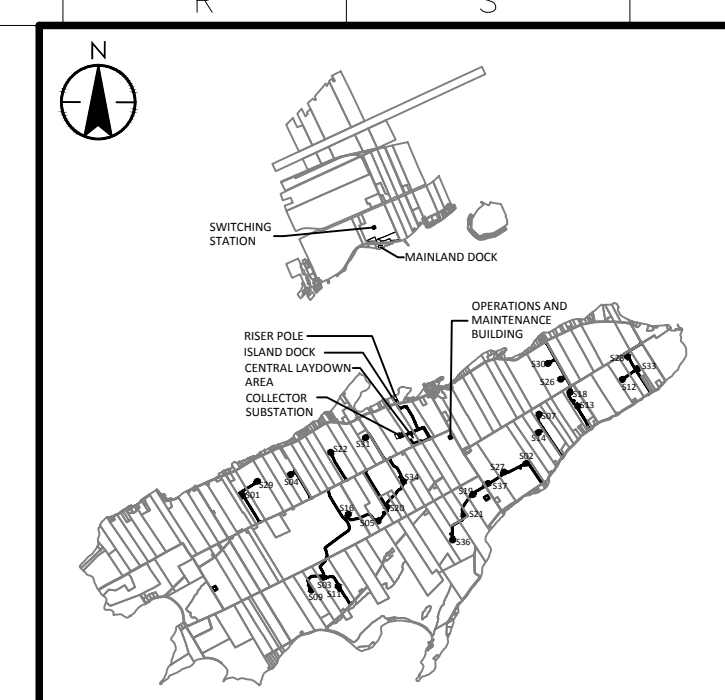 R S
N
SWITCHING
STATION
MAINLAND DOCK
OPERATIONS AND
MAINTENANCE
BUILDING
RISER POLE
ISLAND DOCK
CENTRAL LAYDOWN
AREA
COLLECTOR
SUBSTATION
S30
S28
S33
S26
S12
S18
S13
S07
S14
S31
S22
S02
S27
S37
S34
S04
S29
S01
S19
S20
S16
S05
S21
S36
S03
S09
S11